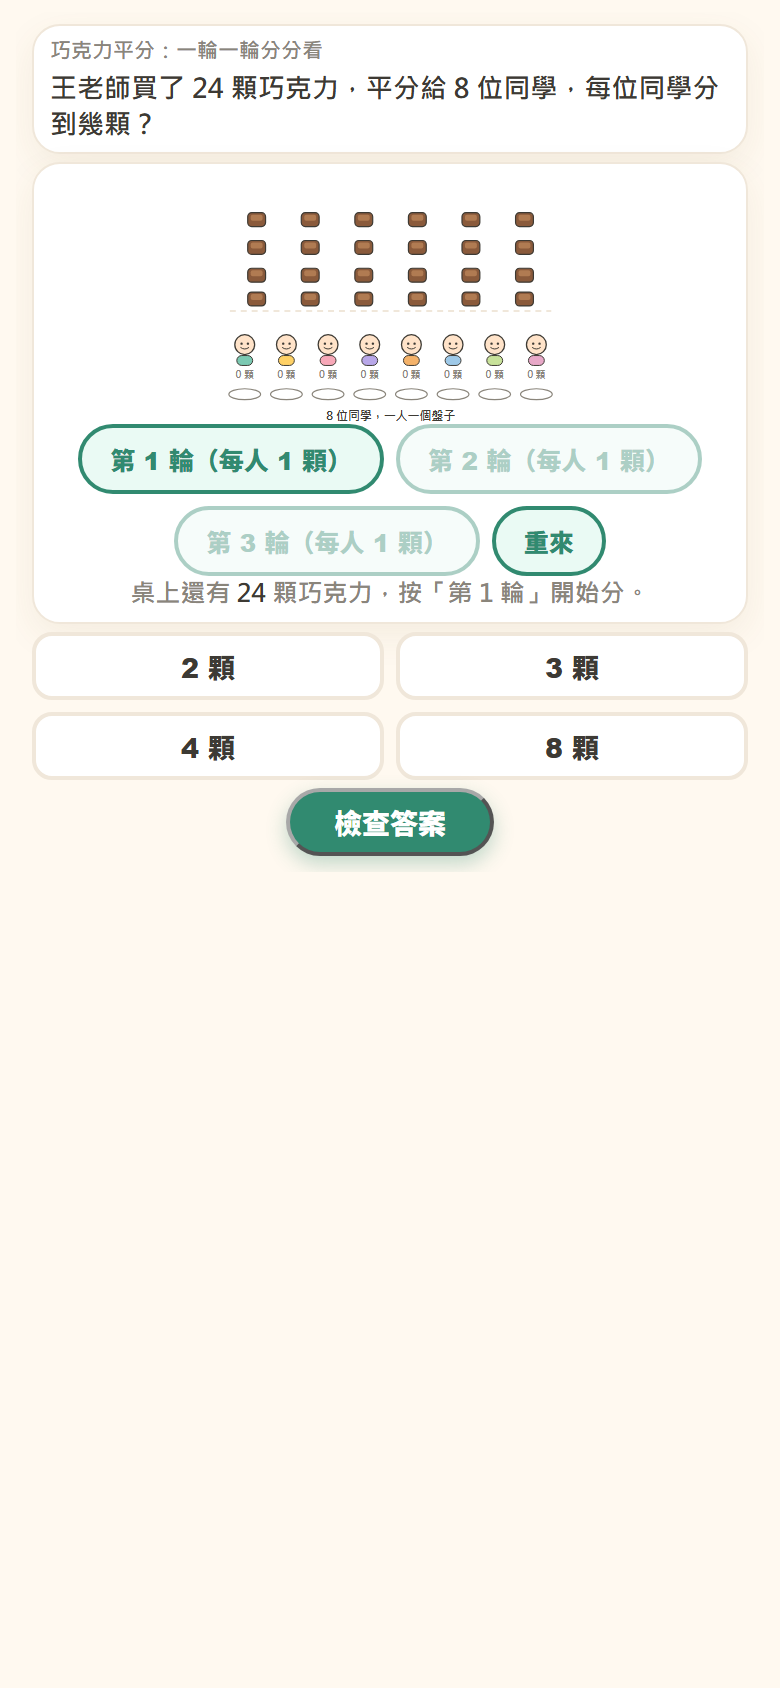 巧克力平分：一輪一輪分分看
王老師買了 24 顆巧克力，平分給 8 位同學，每位同學分
到幾顆？
0 顆 0 顆 0 顆 0 顆 0 顆 0 顆 0 顆 0 顆
8 位同學，一人一個盤子
第 1 輪（每人 1 顆） 第 2 輪（每人 1 顆）
第 3 輪（每人 1 顆） 重來
桌上還有 24 顆巧克力，按「第 1 輪」開始分。
2 顆 3 顆
4 顆 8 顆
檢查答案